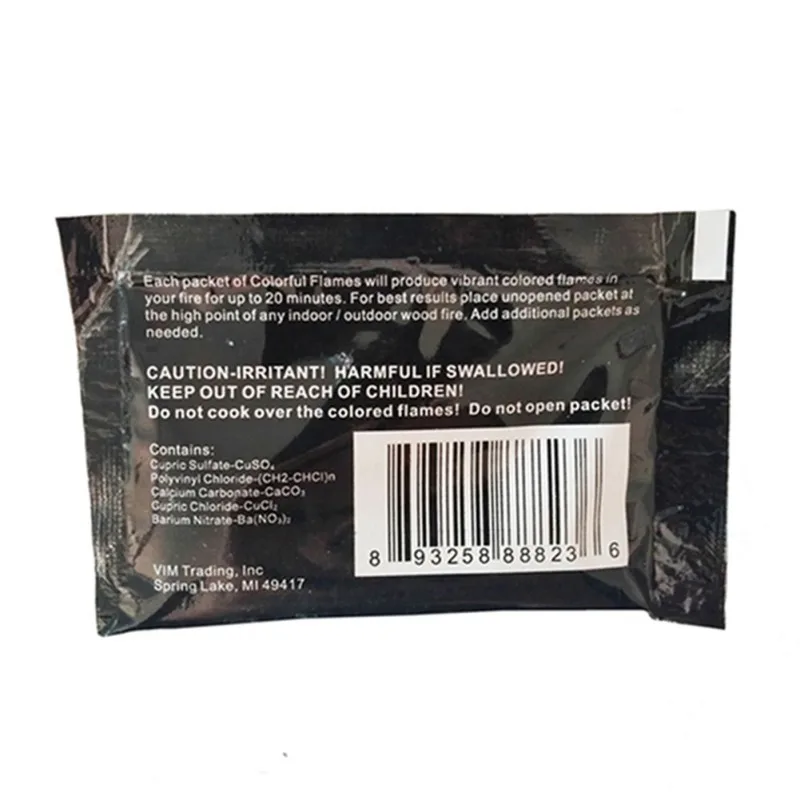 Each packet of Colorful Flames will produce vibrant colored flames in
your fire for up to 20 minutes. For best results place unopened packet at
the high point of any indoor / outdoor wood fire. Add additional packets as
needed.
CAUTION-IRRITANT! HARMFUL IF SWALLOWED!
KEEP OUT OF REACH OF CHILDREN!
Do not cook over the colored flames! Do not open packet!
Contains:
Cupric Sulfate-CuSO₄
Polyvinyl Chloride-(CH2-CHCl)n
Calcium Carbonate-CaCO₃
Cupric Chloride-CuCl₂
Barium Nitrate-Ba(NO₃)₂
VIM Trading, Inc
Spring Lake, MI 49417
8 93258 88823 6